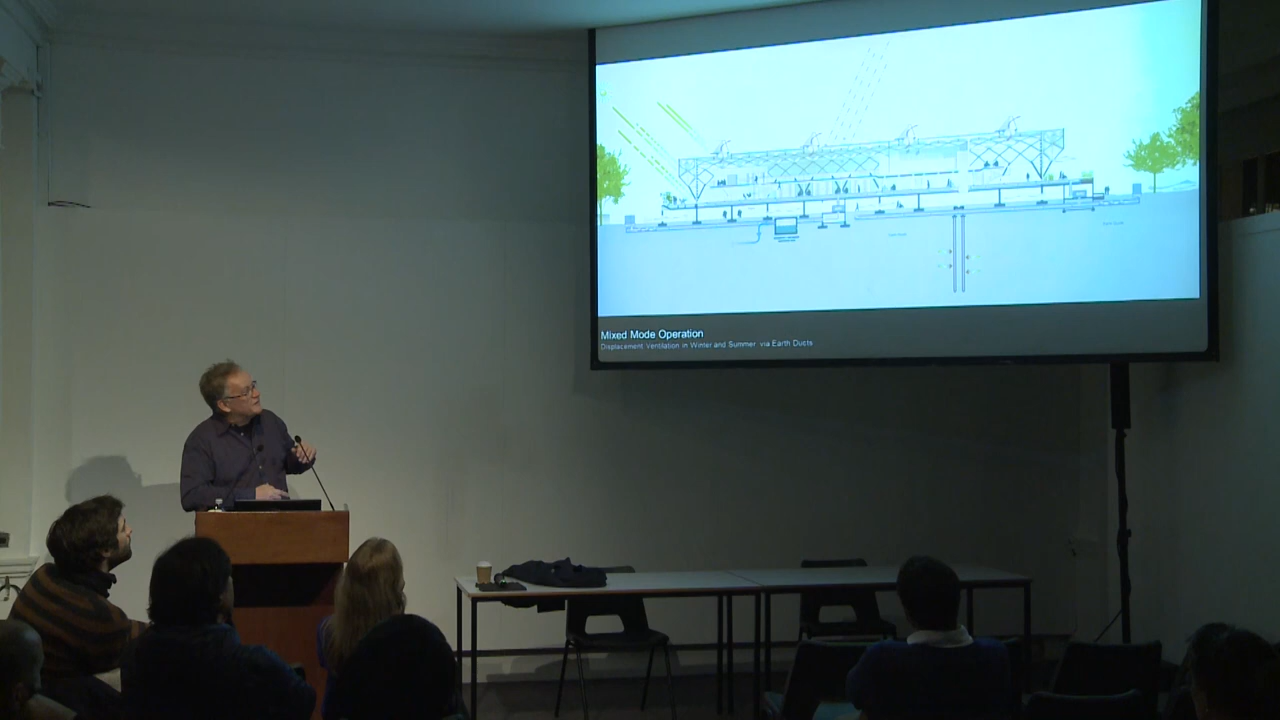 Mixed Mode Operation
Displacement Ventilation in Winter and Summer via Earth Ducts